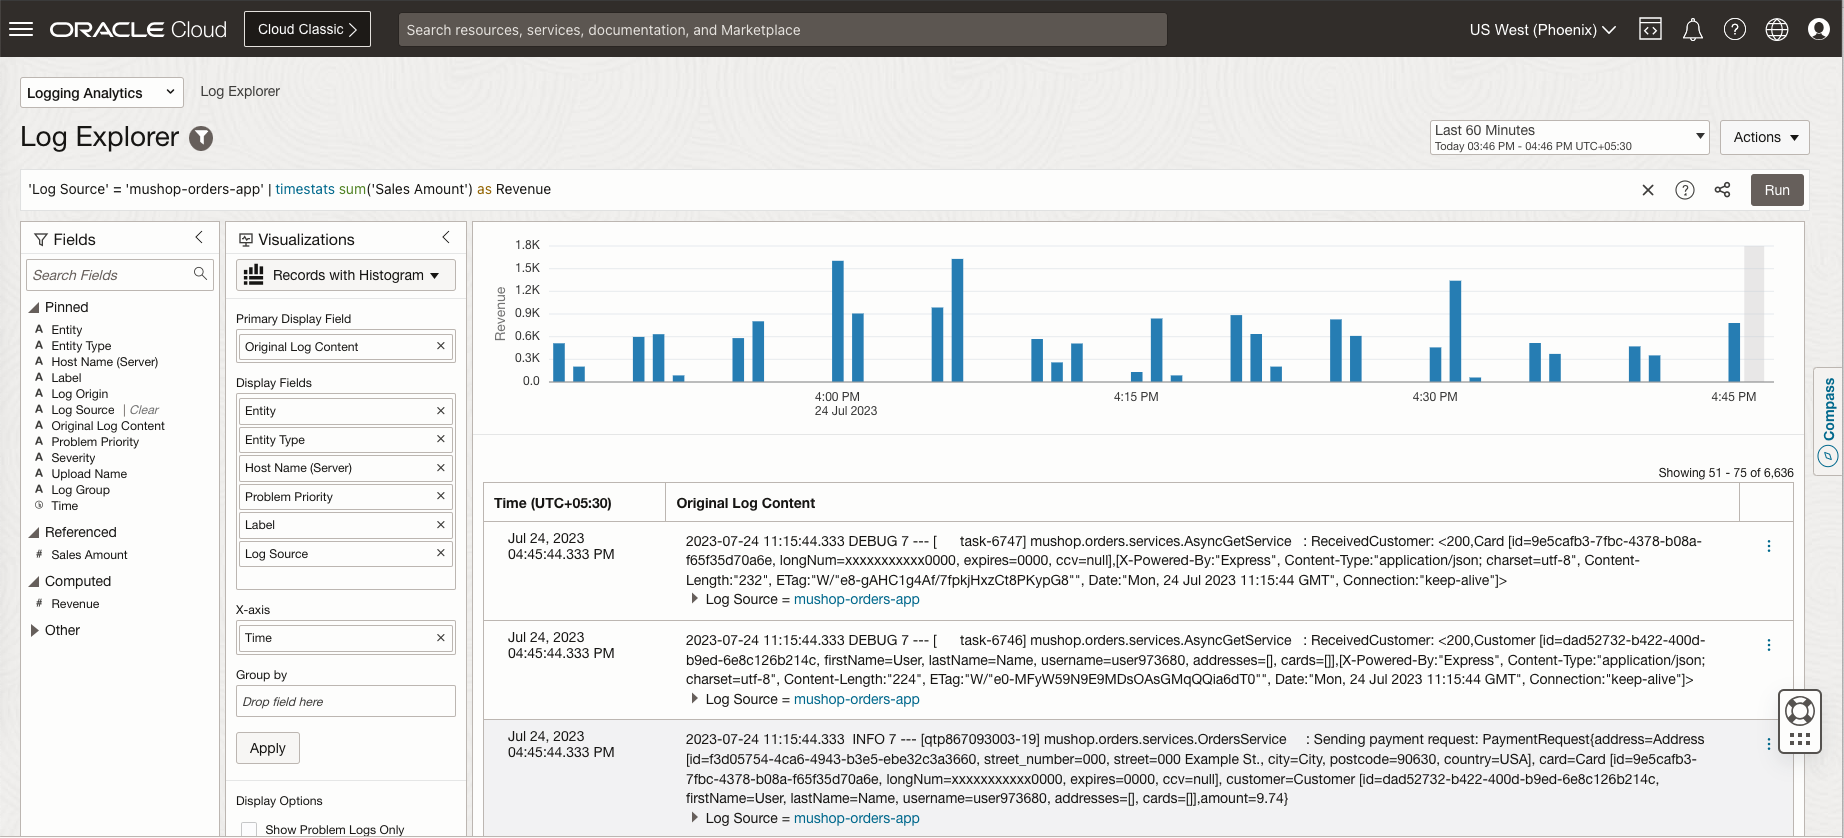 ORACLE Cloud
Cloud Classic
Search resources, services, documentation, and Marketplace
US West (Phoenix)
Logging Analytics
Log Explorer
Log Explorer
Last 60 Minutes
Today 03:46 PM - 04:46 PM UTC+05:30
Actions
'Log Source' = 'mushop-orders-app' | timestats sum('Sales Amount') as Revenue
Run
Fields
Search Fields
Pinned
A Entity
A Entity Type
A Host Name (Server)
A Label
A Log Origin
A Log Source | Clear
A Original Log Content
A Problem Priority
A Severity
A Upload Name
A Log Group
Time
Referenced
# Sales Amount
Computed
# Revenue
Other
Visualizations
Records with Histogram
Primary Display Field
Original Log Content
Display Fields
Entity
Entity Type
Host Name (Server)
Problem Priority
Label
Log Source
X-axis
Time
Group by
Drop field here
Apply
Display Options
Show Problem Logs Only
Revenue
1.8K
1.5K
1.2K
0.9K
0.6K
0.3K
0.0
4:00 PM
24 Jul 2023
4:15 PM
4:30 PM
4:45 PM
Compass
Showing 51 - 75 of 6,636
Time (UTC+05:30)
Original Log Content
Jul 24, 2023
04:45:44.333 PM
2023-07-24 11:15:44.333 DEBUG 7 --- [ task-6747] mushop.orders.services.AsyncGetService : ReceivedCustomer: <200,Card [id=9e5cafb3-7fbc-4378-b08a-
f65f35d70a6e, longNum=xxxxxxxxxxx0000, expires=0000, ccv=null],[X-Powered-By:"Express", Content-Type:"application/json; charset=utf-8", Content-
Length:"232", ETag:"W/"e8-gAHC1g4Af/7fpkjHxzCt8PKypG8"", Date:"Mon, 24 Jul 2023 11:15:44 GMT", Connection:"keep-alive"]>
Log Source = mushop-orders-app
Jul 24, 2023
04:45:44.333 PM
2023-07-24 11:15:44.333 DEBUG 7 --- [ task-6746] mushop.orders.services.AsyncGetService : ReceivedCustomer: <200,Customer [id=dad52732-b422-400d-
b9ed-6e8c126b214c, firstName=User, lastName=Name, username=user973680, addresses=[], cards=[]],[X-Powered-By:"Express", Content-Type:"application/json;
charset=utf-8", Content-Length:"224", ETag:"W/"e0-MFyW59N9E9MDsOAsGMqQQia6dT0"", Date:"Mon, 24 Jul 2023 11:15:44 GMT", Connection:"keep-alive"]>
Log Source = mushop-orders-app
Jul 24, 2023
04:45:44.333 PM
2023-07-24 11:15:44.333 INFO 7 --- [qtp867093003-19] mushop.orders.services.OrdersService : Sending payment request: PaymentRequest{address=Address
[id=f3d05754-4ca6-4943-b3e5-ebe32c3a3660, street_number=000, street=000 Example St., city=City, postcode=90630, country=USA], card=Card [id=9e5cafb3-
7fbc-4378-b08a-f65f35d70a6e, longNum=xxxxxxxxxxx0000, expires=0000, ccv=null], customer=Customer [id=dad52732-b422-400d-b9ed-6e8c126b214c,
firstName=User, lastName=Name, username=user973680, addresses=[], cards=[]],amount=9.74}
Log Source = mushop-orders-app